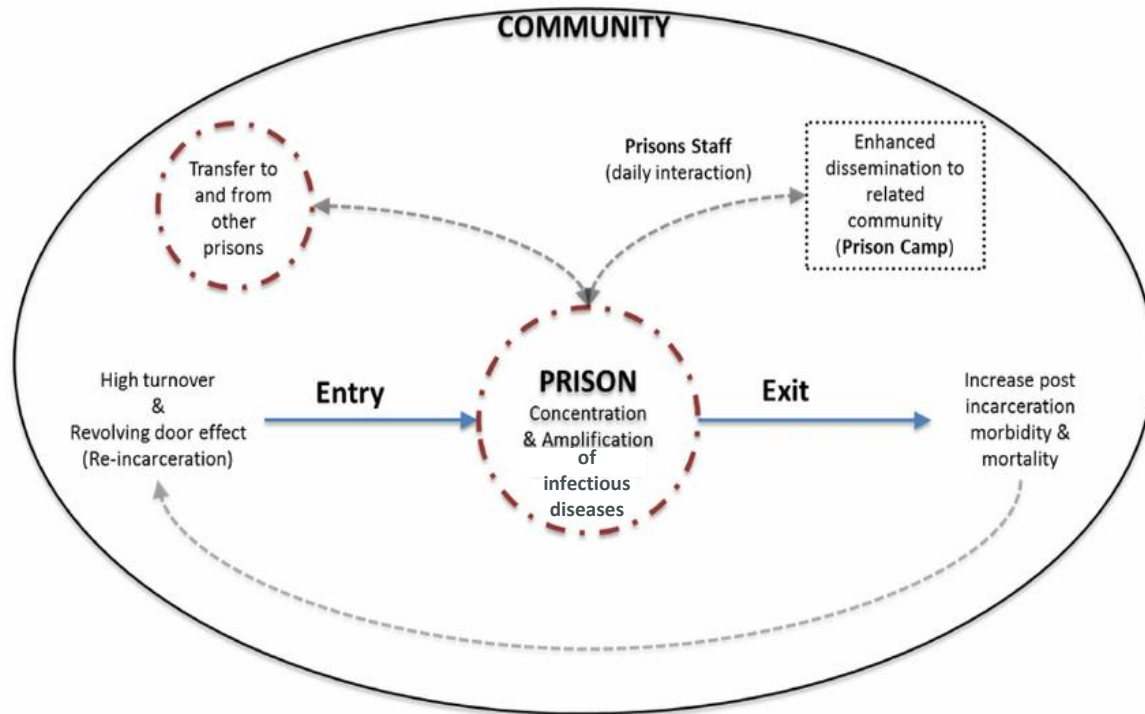 COMMUNITY
Transfer to
and from
other
prisons
Prisons Staff
(daily interaction)
Enhanced
dissemination to
related
community
(Prison Camp)
High turnover
&
Revolving door effect
(Re-incarceration)
Entry
PRISON
Concentration
& Amplification
of
infectious
diseases
Exit
Increase post
incarceration
morbidity &
mortality